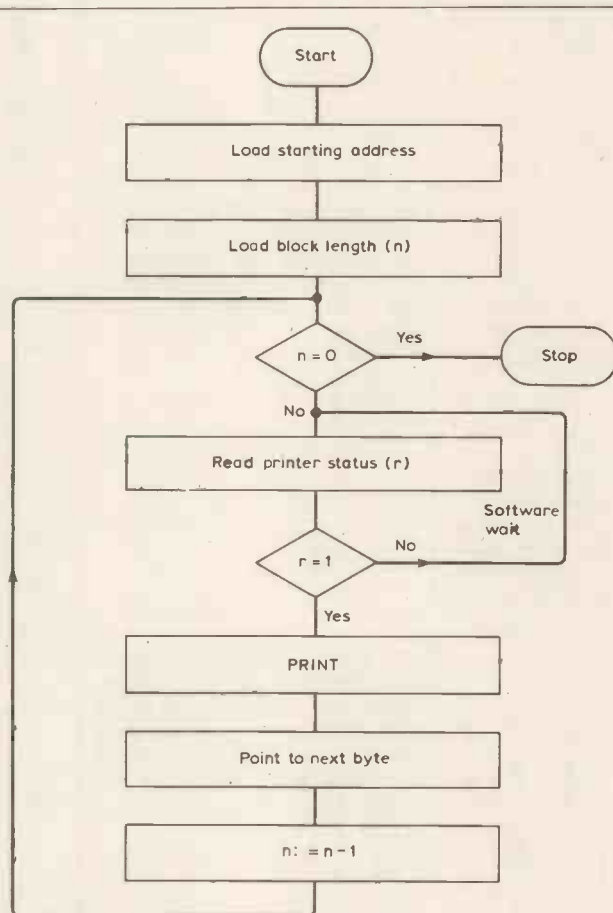 Start
Load starting address
Load block length (n)
n = 0
Yes
Stop
No
Read printer status (r)
Software
wait
r = 1
No
Yes
PRINT
Point to next byte
n: = n-1